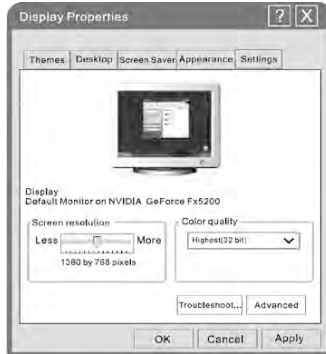 Display Properties ? X
Themes Desktop Screen Saver Appearance Settings
Display
Default Monitor on NVIDIA GeForce Fx5200
Screen resolution
Less More
1360 by 768 pixels
Color quality
Highest(32 bit)
Troubleshoot... Advanced
OK Cancel Apply